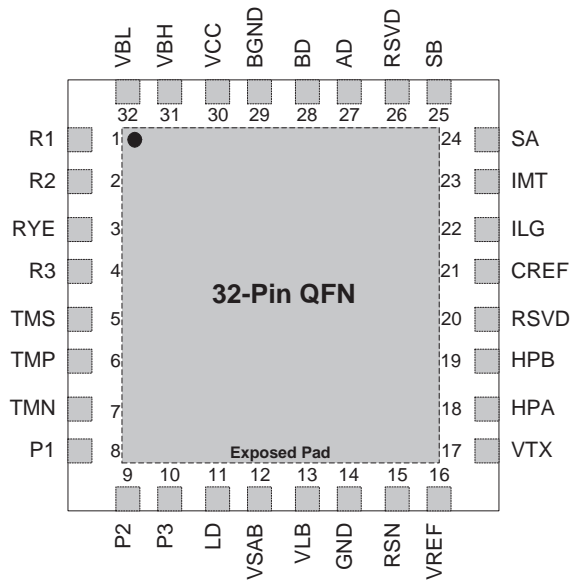 VBL VBH VCC BGND BD AD RSVD SB
32 31 30 29 28 27 26 25
R1 1 24 SA
R2 2 23 IMT
RYE 3 22 ILG
R3 4 21 CREF
32-Pin QFN
TMS 5 20 RSVD
TMP 6 19 HPB
TMN 7 18 HPA
P1 8 Exposed Pad 17 VTX
9 10 11 12 13 14 15 16
P2 P3 LD VSAB VLB GND RSN VREF